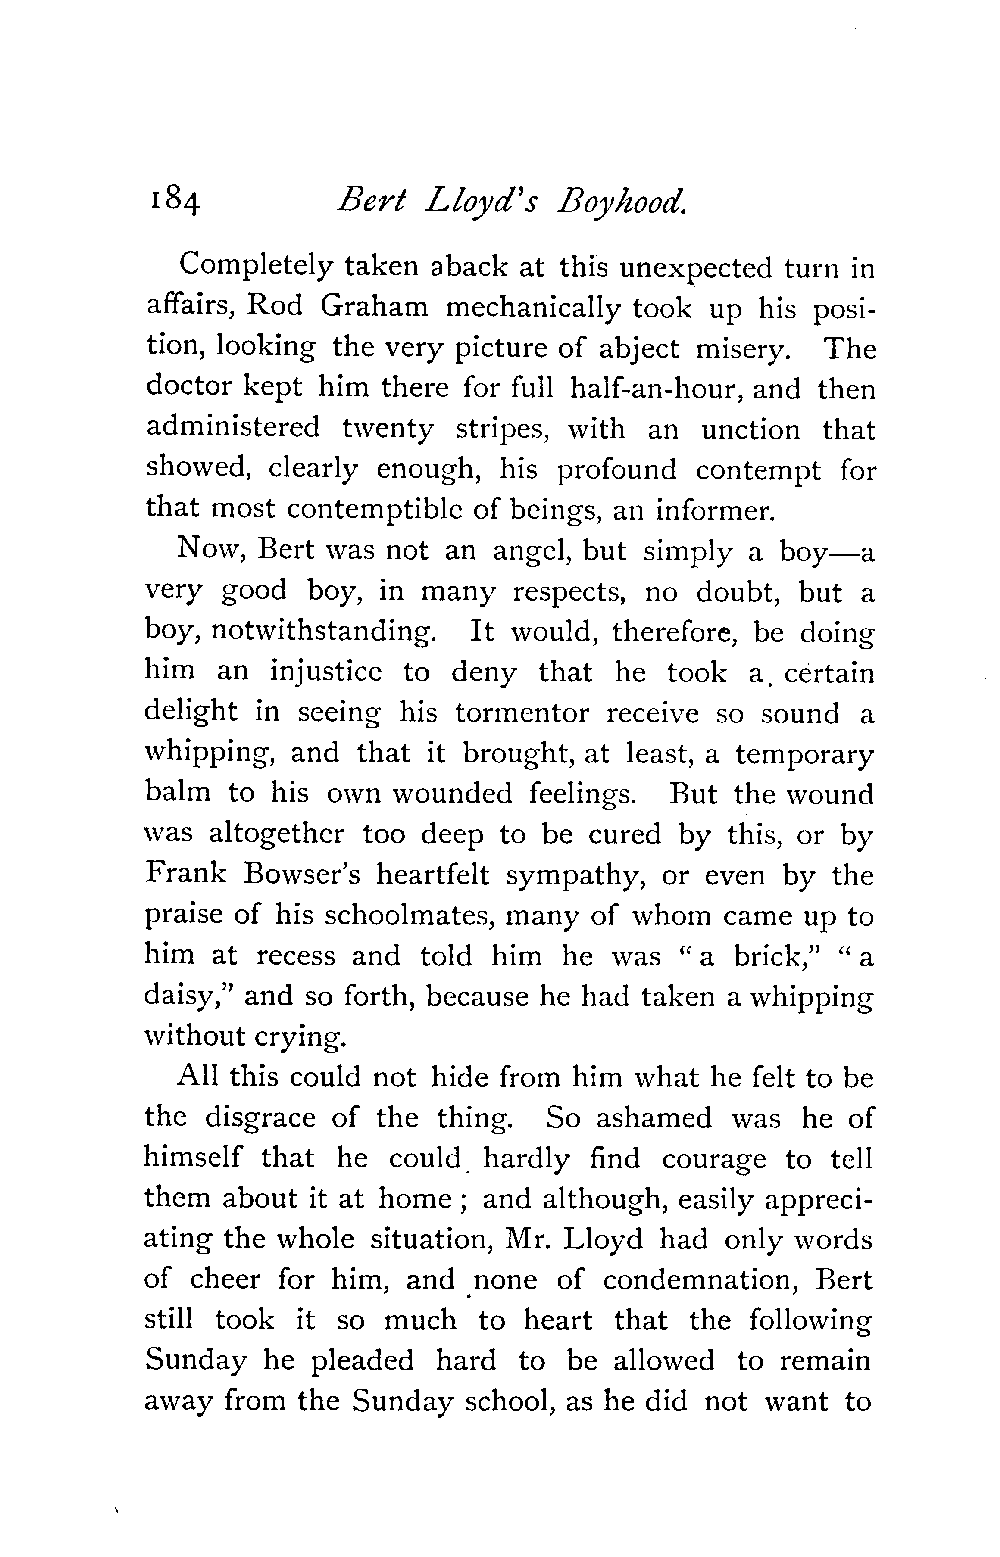 184 Bert Lloyd's Boyhood.
Completely taken aback at this unexpected turn in
affairs, Rod Graham mechanically took up his posi-
tion, looking the very picture of abject misery. The
doctor kept him there for full half-an-hour, and then
administered twenty stripes, with an unction that
showed, clearly enough, his profound contempt for
that most contemptible of beings, an informer.
Now, Bert was not an angel, but simply a boy—a
very good boy, in many respects, no doubt, but a
boy, notwithstanding. It would, therefore, be doing
him an injustice to deny that he took a certain
delight in seeing his tormentor receive so sound a
whipping, and that it brought, at least, a temporary
balm to his own wounded feelings. But the wound
was altogether too deep to be cured by this, or by
Frank Bowser's heartfelt sympathy, or even by the
praise of his schoolmates, many of whom came up to
him at recess and told him he was “a brick,” “a
daisy,” and so forth, because he had taken a whipping
without crying.
All this could not hide from him what he felt to be
the disgrace of the thing. So ashamed was he of
himself that he could hardly find courage to tell
them about it at home; and although, easily appreci-
ating the whole situation, Mr. Lloyd had only words
of cheer for him, and none of condemnation, Bert
still took it so much to heart that the following
Sunday he pleaded hard to be allowed to remain
away from the Sunday school, as he did not want to